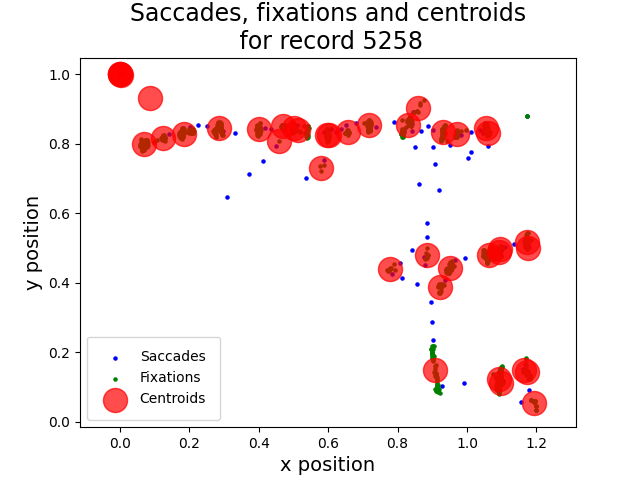 Saccades, fixations and centroids
for record 5258
y position
1.0
0.8
0.6
0.4
0.2
0.0
Saccades
Fixations
Centroids
0.0 0.2 0.4 0.6 0.8 1.0 1.2
x position